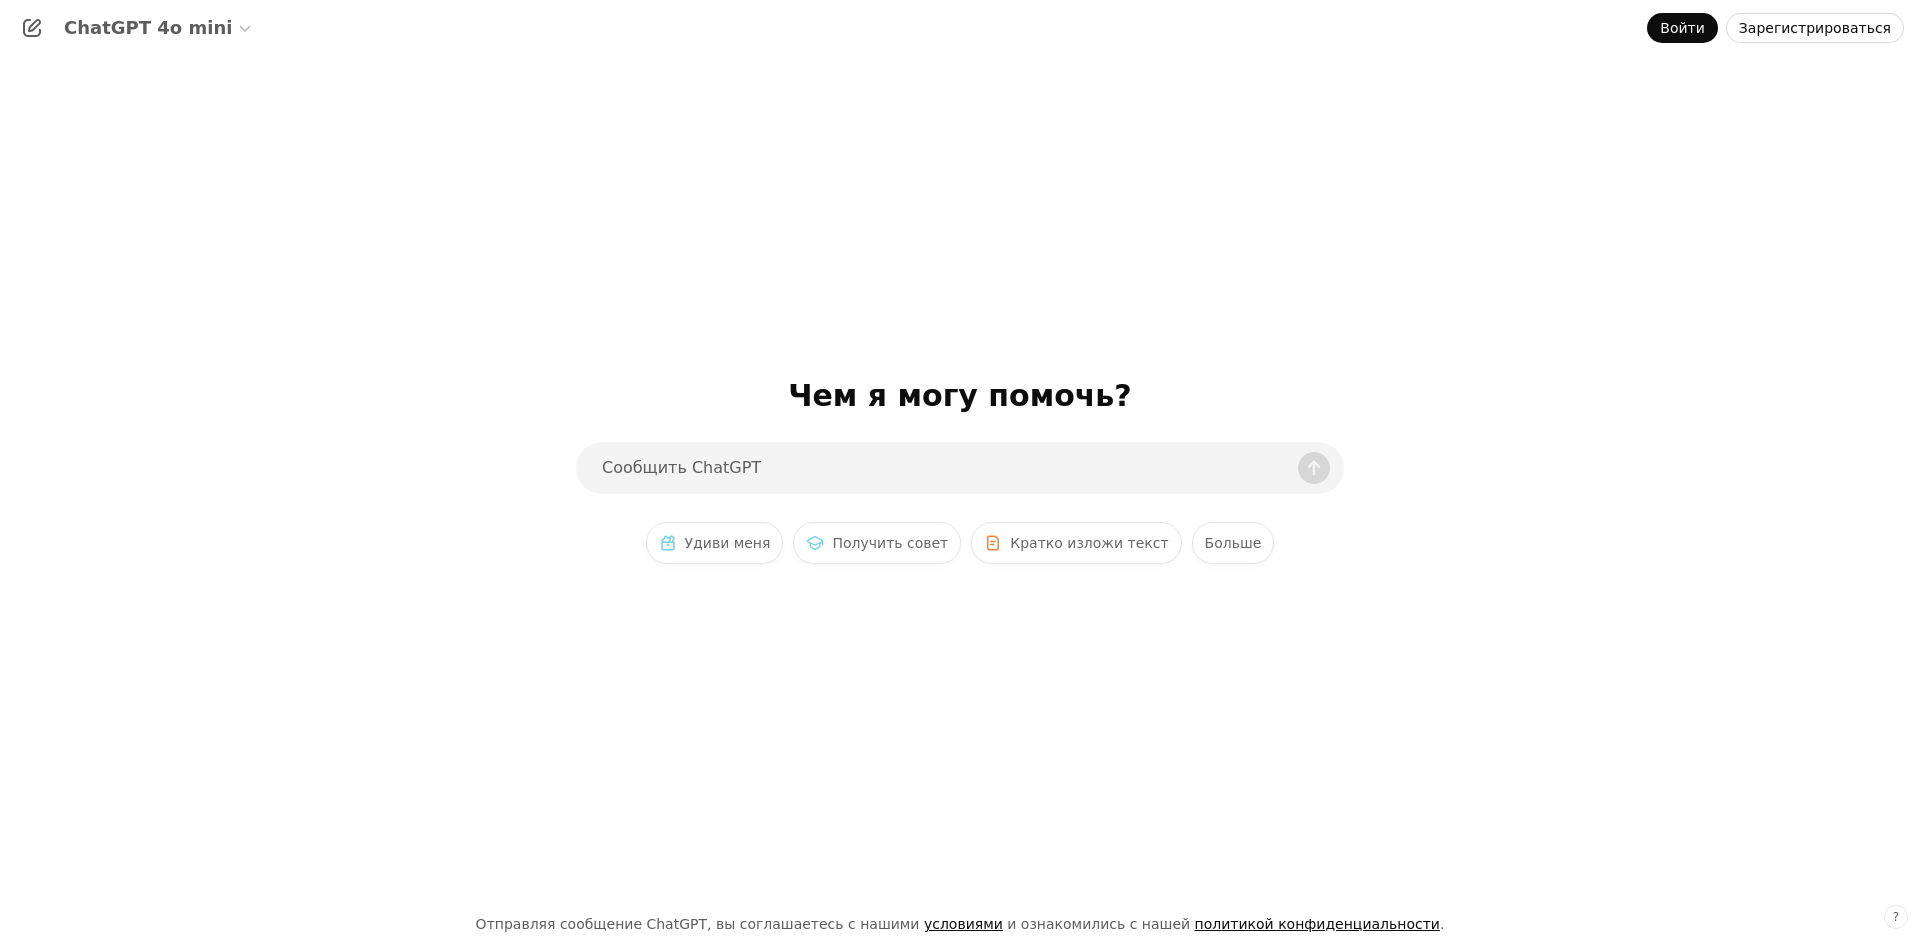 ChatGPT 4o mini
Войти
Зарегистрироваться
Чем я могу помочь?
Сообщить ChatGPT
Удиви меня
Получить совет
Кратко изложи текст
Больше
Отправляя сообщение ChatGPT, вы соглашаетесь с нашими условиями и ознакомились с нашей политикой конфиденциальности.
?